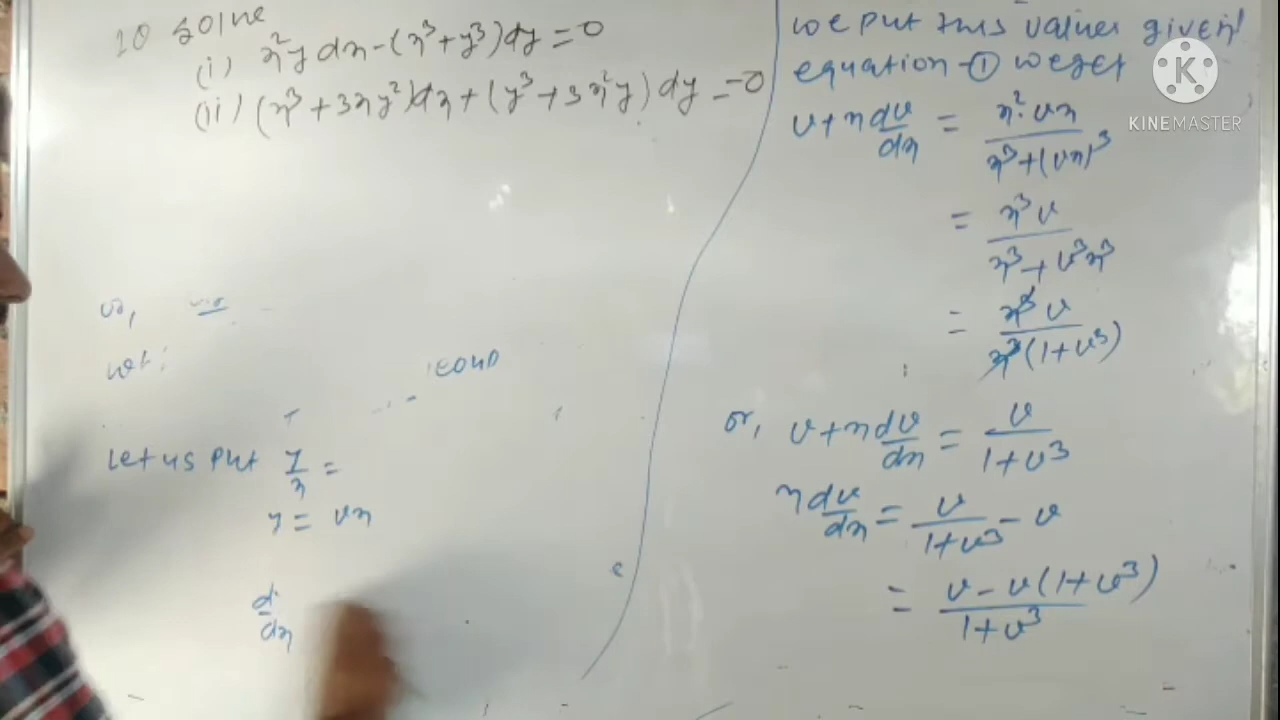 10 solve
(i) x²y dx - (x³ + y³) dy = 0
(ii) (x³ + 3xy²) dx + (y³ + 3x²y) dy = 0
or,
Let us put y/x =
y = vx
d/dx
we put this values given
equation - ① we get
v + x dv/dx = x².vx / x³ + (vx)³
= x³v / x³ + v³x³
= x³v / x³(1 + v³)
or, v + x dv/dx = v / 1 + v³
x dv/dx = v / 1 + v³ - v
= v - v(1 + v³) / 1 + v³
KINEMASTER